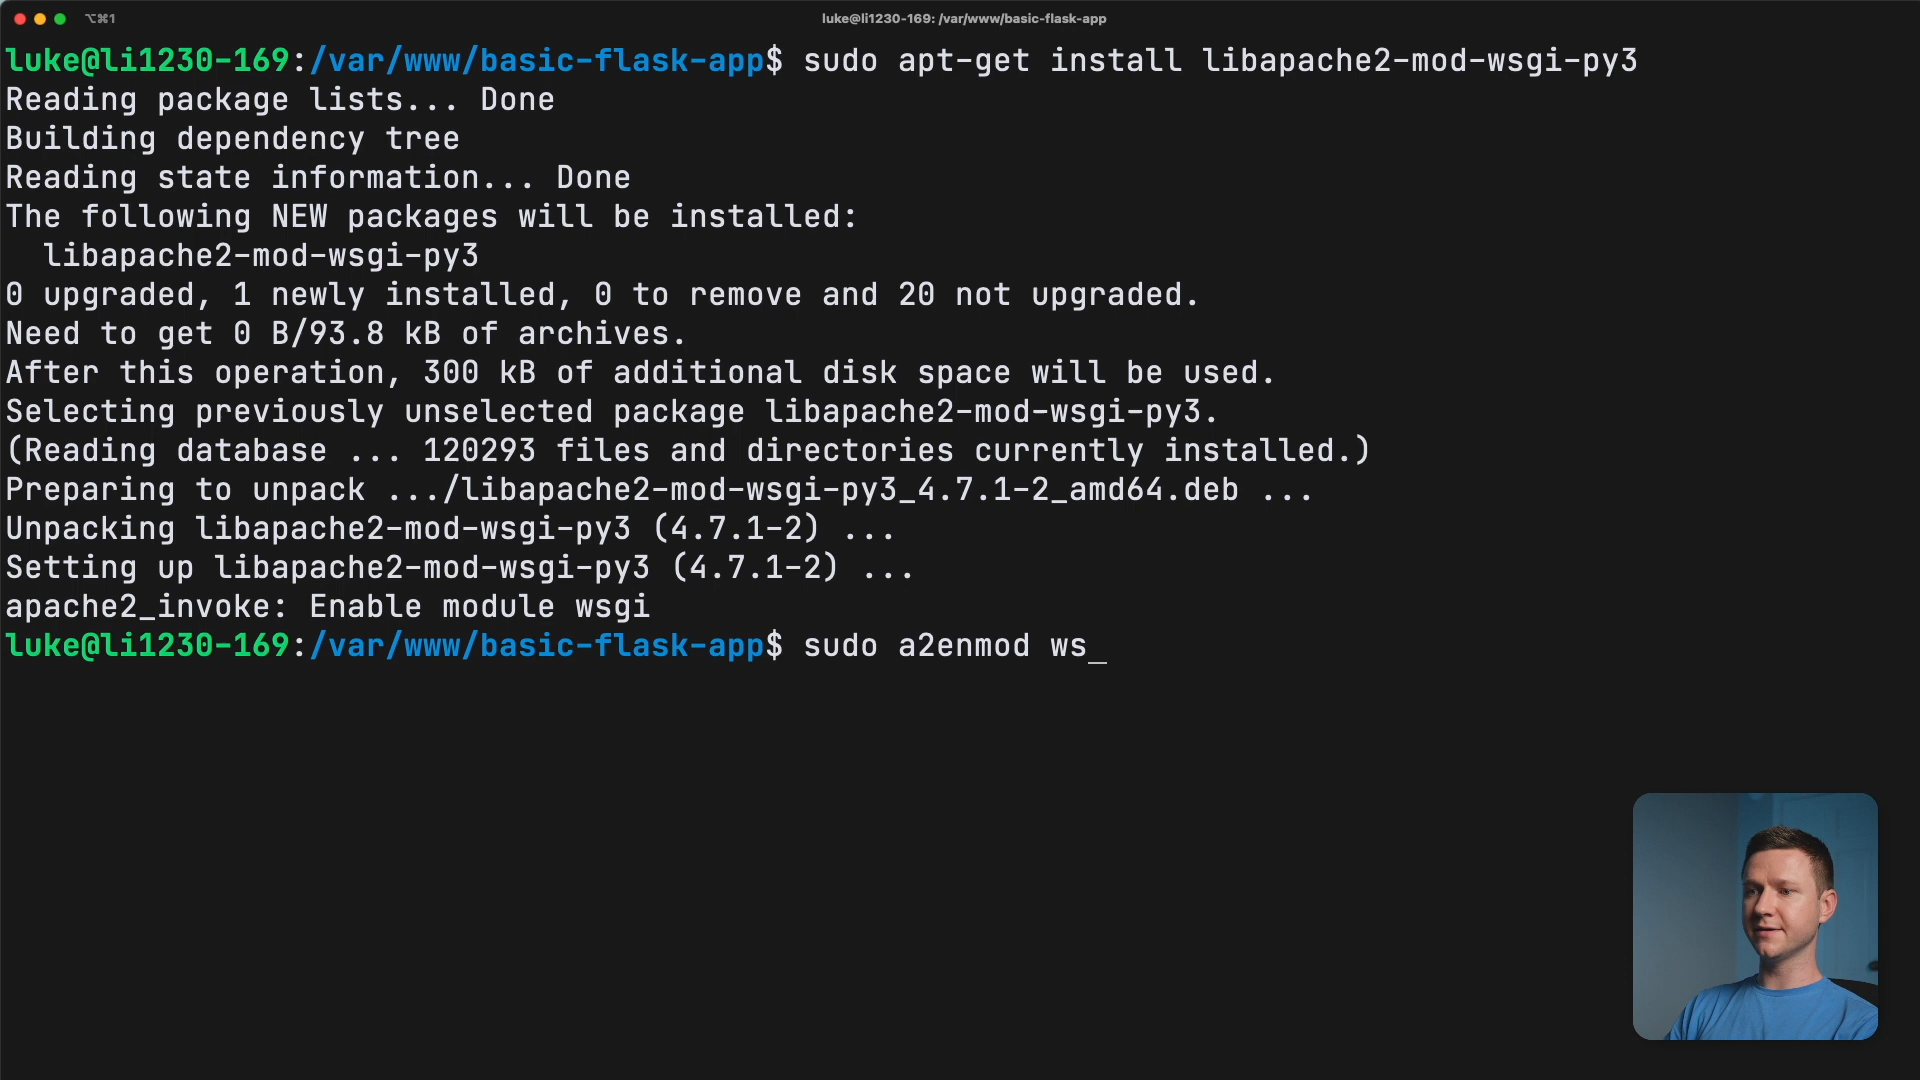 ⌥⌘1
luke@li1230-169: /var/www/basic-flask-app
luke@li1230-169:/var/www/basic-flask-app$ sudo apt-get install libapache2-mod-wsgi-py3
Reading package lists... Done
Building dependency tree
Reading state information... Done
The following NEW packages will be installed:
  libapache2-mod-wsgi-py3
0 upgraded, 1 newly installed, 0 to remove and 20 not upgraded.
Need to get 0 B/93.8 kB of archives.
After this operation, 300 kB of additional disk space will be used.
Selecting previously unselected package libapache2-mod-wsgi-py3.
(Reading database ... 120293 files and directories currently installed.)
Preparing to unpack .../libapache2-mod-wsgi-py3_4.7.1-2_amd64.deb ...
Unpacking libapache2-mod-wsgi-py3 (4.7.1-2) ...
Setting up libapache2-mod-wsgi-py3 (4.7.1-2) ...
apache2_invoke: Enable module wsgi
luke@li1230-169:/var/www/basic-flask-app$ sudo a2enmod ws_